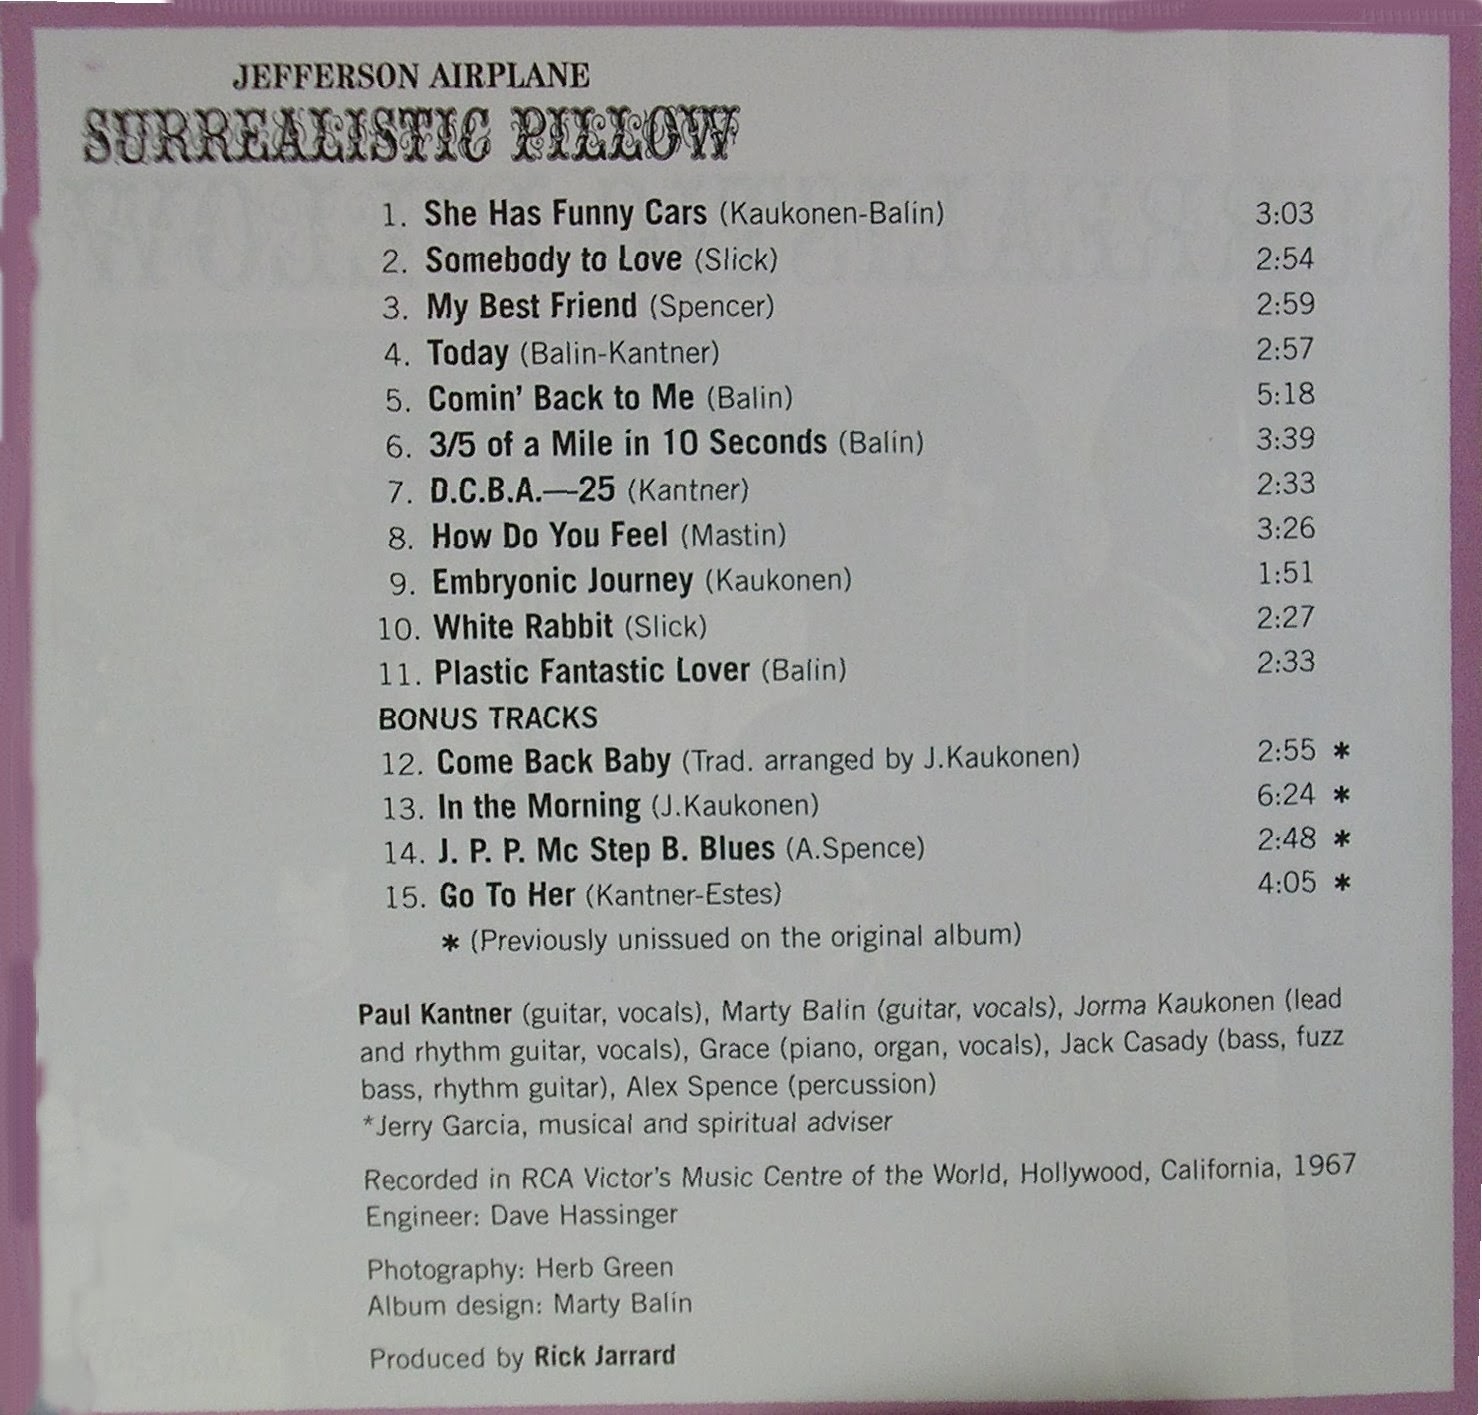 JEFFERSON AIRPLANE
SURREALISTIC PILLOW
1. She Has Funny Cars (Kaukonen-Balin) 3:03
2. Somebody to Love (Slick) 2:54
3. My Best Friend (Spencer) 2:59
4. Today (Balin-Kantner) 2:57
5. Comin' Back to Me (Balin) 5:18
6. 3/5 of a Mile in 10 Seconds (Balin) 3:39
7. D.C.B.A.—25 (Kantner) 2:33
8. How Do You Feel (Mastin) 3:26
9. Embryonic Journey (Kaukonen) 1:51
10. White Rabbit (Slick) 2:27
11. Plastic Fantastic Lover (Balin) 2:33
BONUS TRACKS
12. Come Back Baby (Trad. arranged by J.Kaukonen) 2:55 *
13. In the Morning (J.Kaukonen) 6:24 *
14. J. P. P. Mc Step B. Blues (A.Spence) 2:48 *
15. Go To Her (Kantner-Estes) 4:05 *
* (Previously unissued on the original album)
Paul Kantner (guitar, vocals), Marty Balin (guitar, vocals), Jorma Kaukonen (lead
and rhythm guitar, vocals), Grace (piano, organ, vocals), Jack Casady (bass, fuzz
bass, rhythm guitar), Alex Spence (percussion)
*Jerry Garcia, musical and spiritual adviser
Recorded in RCA Victor's Music Centre of the World, Hollywood, California, 1967
Engineer: Dave Hassinger
Photography: Herb Green
Album design: Marty Balin
Produced by Rick Jarrard